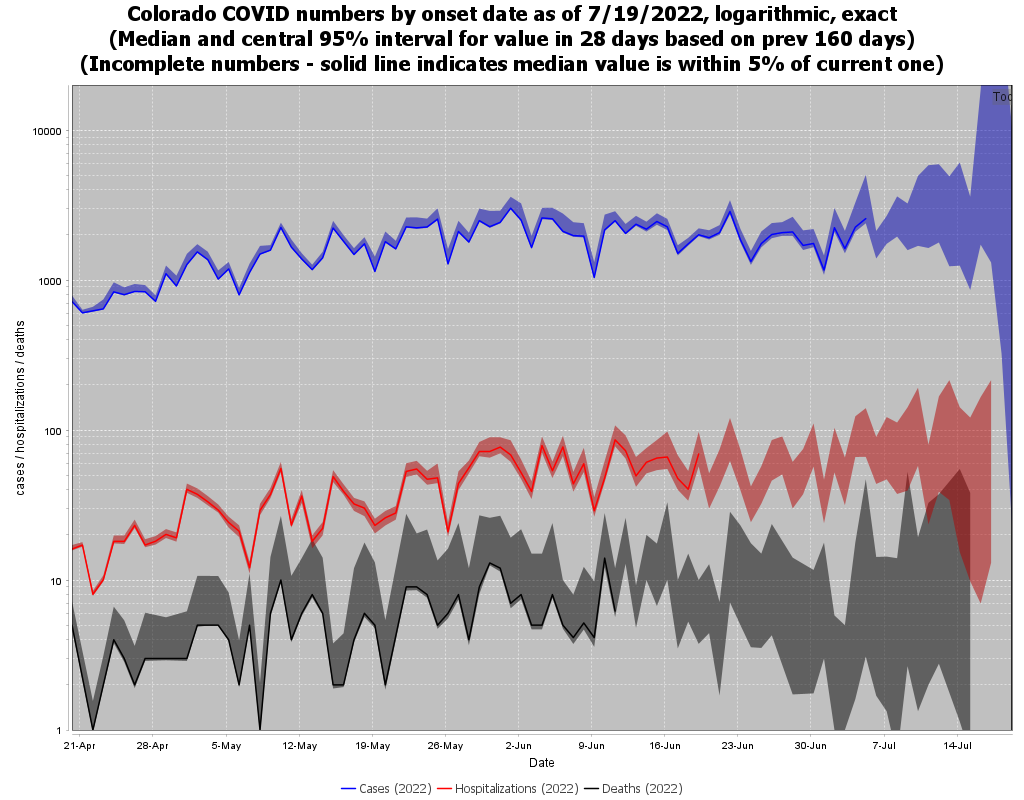 Colorado COVID numbers by onset date as of 7/19/2022, logarithmic, exact
(Median and central 95% interval for value in 28 days based on prev 160 days)
(Incomplete numbers - solid line indicates median value is within 5% of current one)
Too
10000
1000
100
10
1
cases / hospitalizations / deaths
21-Apr 28-Apr 5-May 12-May 19-May 26-May 2-Jun 9-Jun 16-Jun 23-Jun 30-Jun 7-Jul 14-Jul
Date
Cases (2022) Hospitalizations (2022) Deaths (2022)